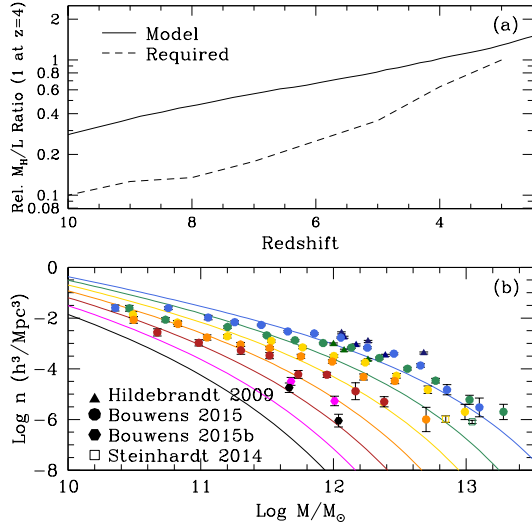 (a)
Model
Required
Rel. M_H/L Ratio (1 at z=4)
2
1
0.8
0.6
0.4
0.2
0.1
0.08
10
8
6
4
Redshift
(b)
Log n (h³/Mpc³)
0
−2
−4
−6
−8
Hildebrandt 2009
Bouwens 2015
Bouwens 2015b
Steinhardt 2014
10
11
12
13
Log M/M⊙